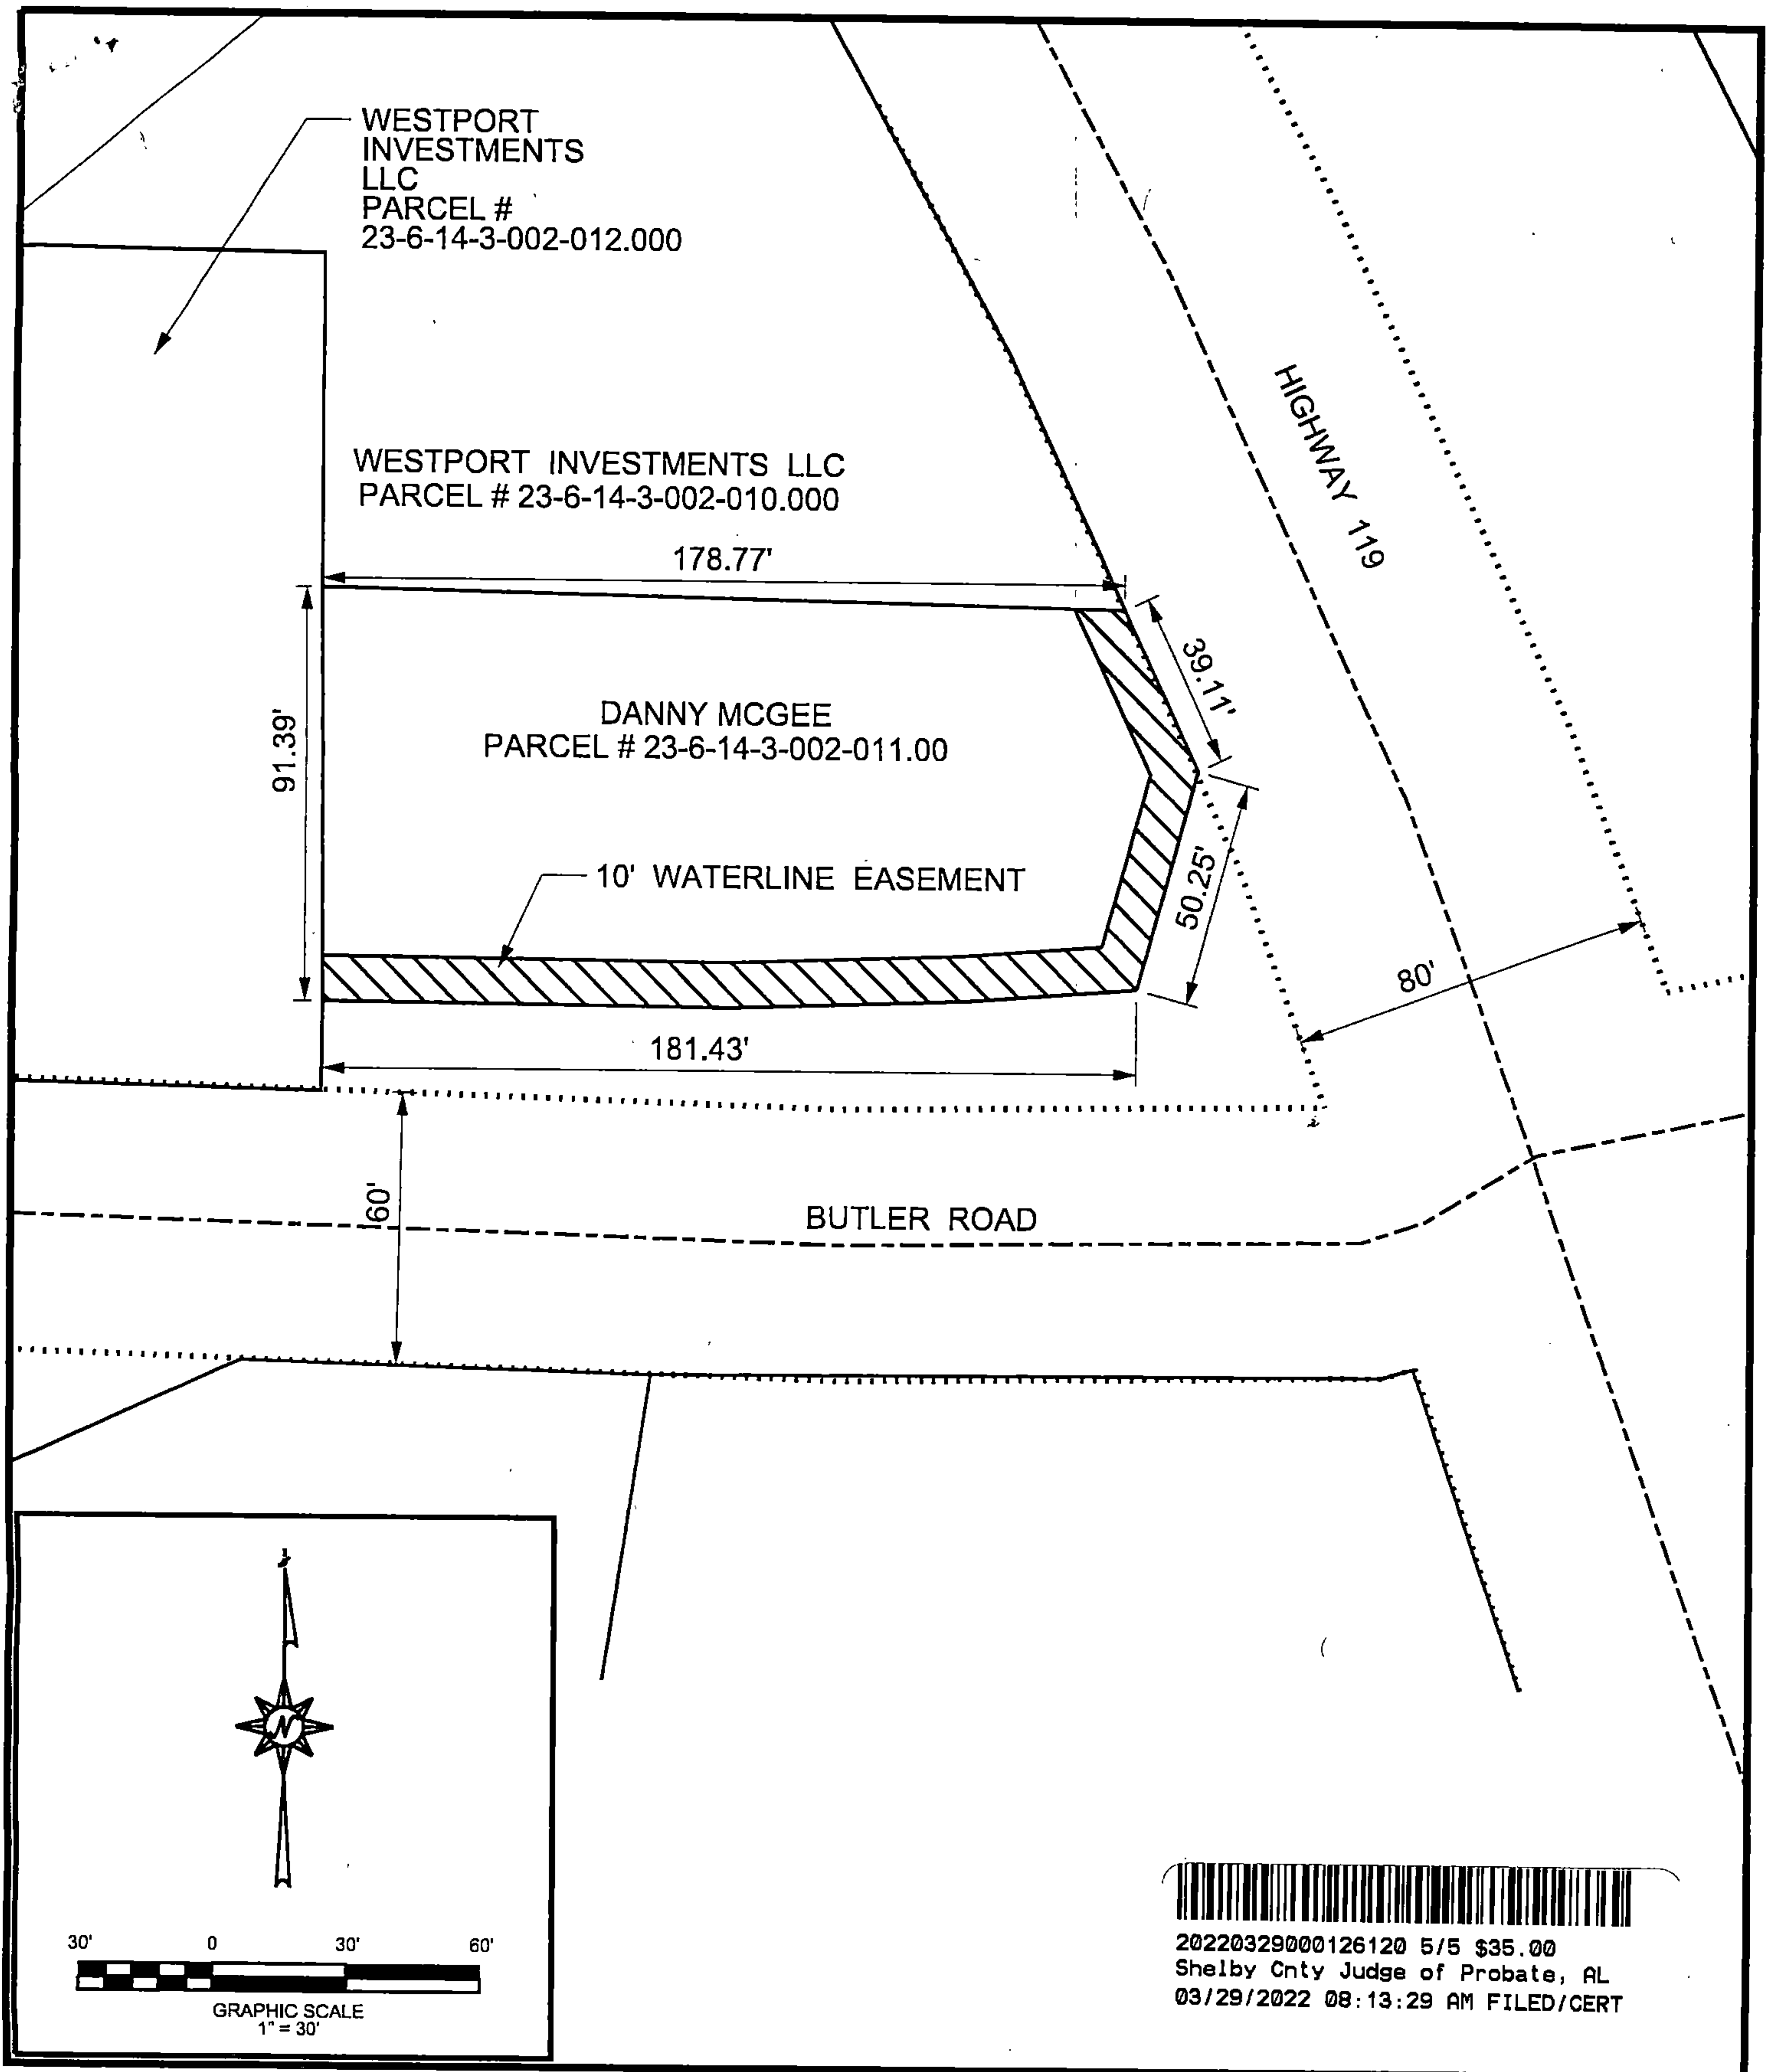 WESTPORT
INVESTMENTS
LLC
PARCEL #
23-6-14-3-002-012.000
WESTPORT INVESTMENTS LLC
PARCEL # 23-6-14-3-002-010.000
HIGHWAY 119
178.77'
39.11'
91.39'
DANNY MCGEE
PARCEL # 23-6-14-3-002-011.00
10' WATERLINE EASEMENT
50.25'
80'
181.43'
60'
BUTLER ROAD
N
30' 0 30' 60'
GRAPHIC SCALE
1" = 30'
20220329000126120 5/5 $35.00
Shelby Cnty Judge of Probate, AL
03/29/2022 08:13:29 AM FILED/CERT